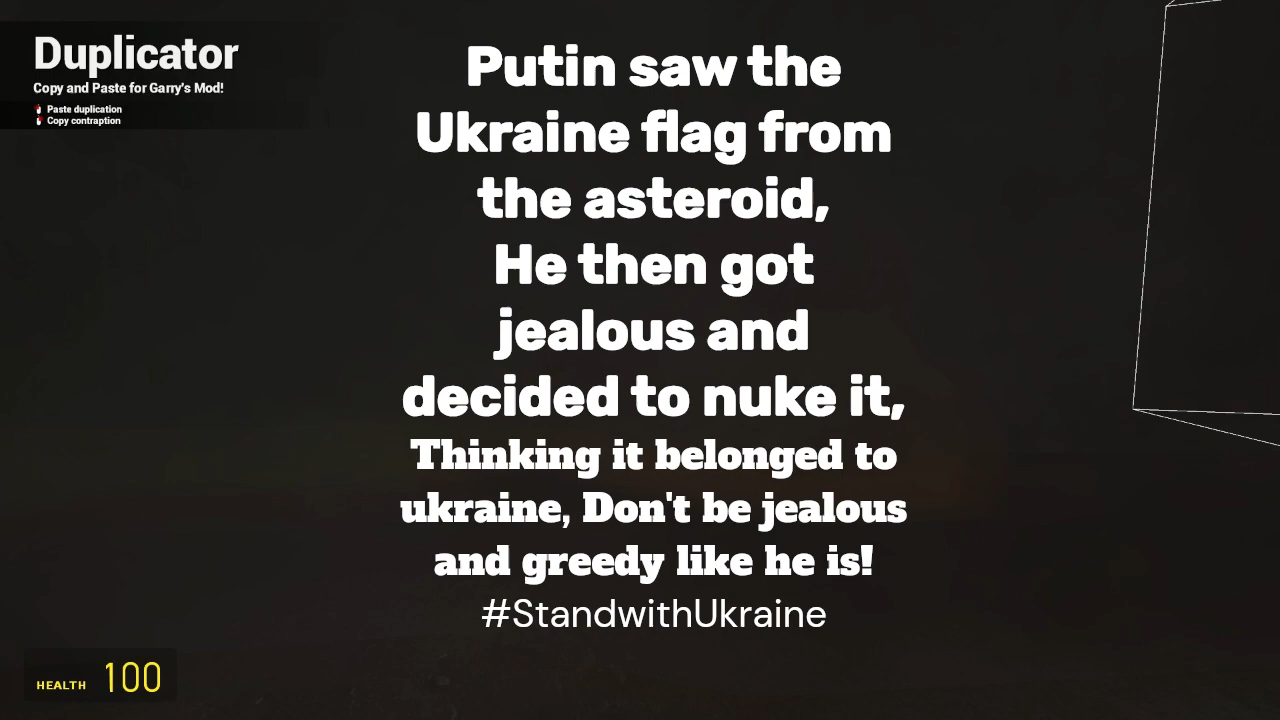 Duplicator
Copy and Paste for Garry's Mod!
Paste duplication
Copy contraption
Putin saw the
Ukraine flag from
the asteroid,
He then got
jealous and
decided to nuke it,
Thinking it belonged to
ukraine, Don't be jealous
and greedy like he is!
#StandwithUkraine
HEALTH 100